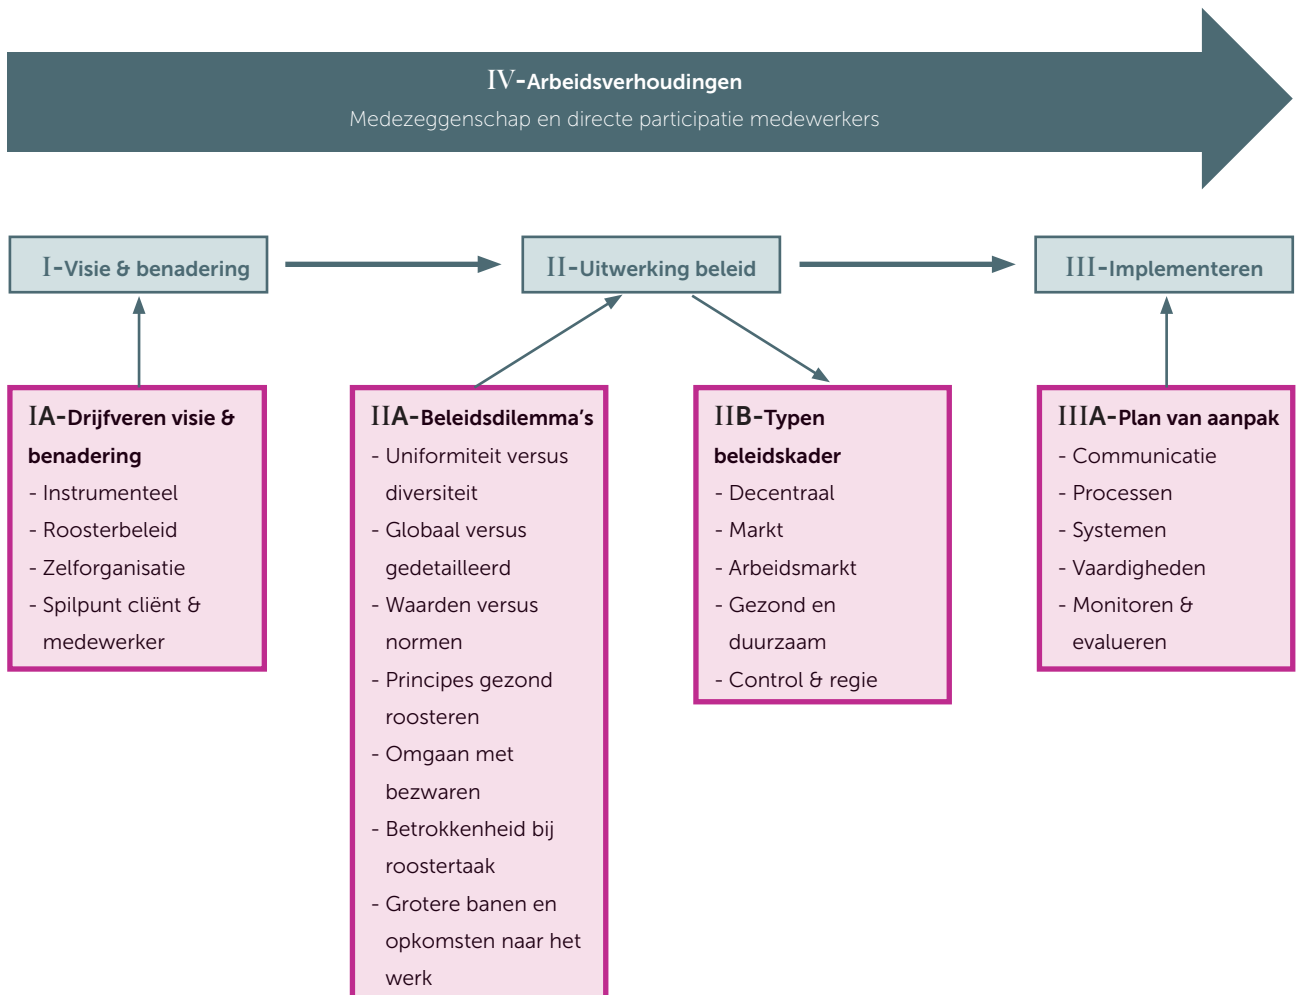 IV-Arbeidsverhoudingen
Medezeggenschap en directe participatie medewerkers
I-Visie & benadering
II-Uitwerking beleid
III-Implementeren
IA-Drijfveren visie &
benadering
- Instrumenteel
- Roosterbeleid
- Zelforganisatie
- Spilpunt cliënt &
medewerker
IIA-Beleidsdilemma's
- Uniformiteit versus
diversiteit
- Globaal versus
gedetailleerd
- Waarden versus
normen
- Principes gezond
roosteren
- Omgaan met
bezwaren
- Betrokkenheid bij
roostertaak
- Grotere banen en
opkomsten naar het
werk
IIB-Typen
beleidskader
- Decentraal
- Markt
- Arbeidsmarkt
- Gezond en
duurzaam
- Control & regie
IIIA-Plan van aanpak
- Communicatie
- Processen
- Systemen
- Vaardigheden
- Monitoren &
evalueren